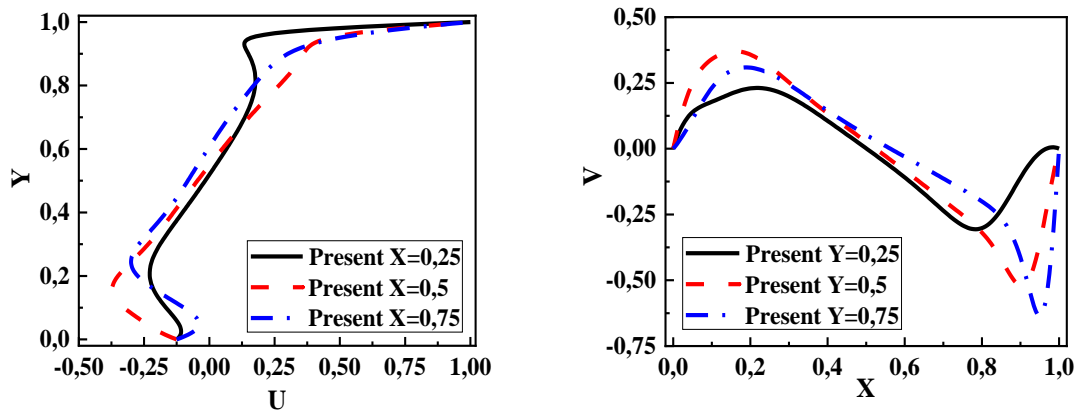 1,0
0,8
0,6
0,4
0,2
0,0
Y
-0,50
-0,25
0,00
0,25
0,50
0,75
1,00
U
Present X=0,25
Present X=0,5
Present X=0,75
0,50
0,25
0,00
-0,25
-0,50
-0,75
V
0,0
0,2
0,4
0,6
0,8
1,0
X
Present Y=0,25
Present Y=0,5
Present Y=0,75